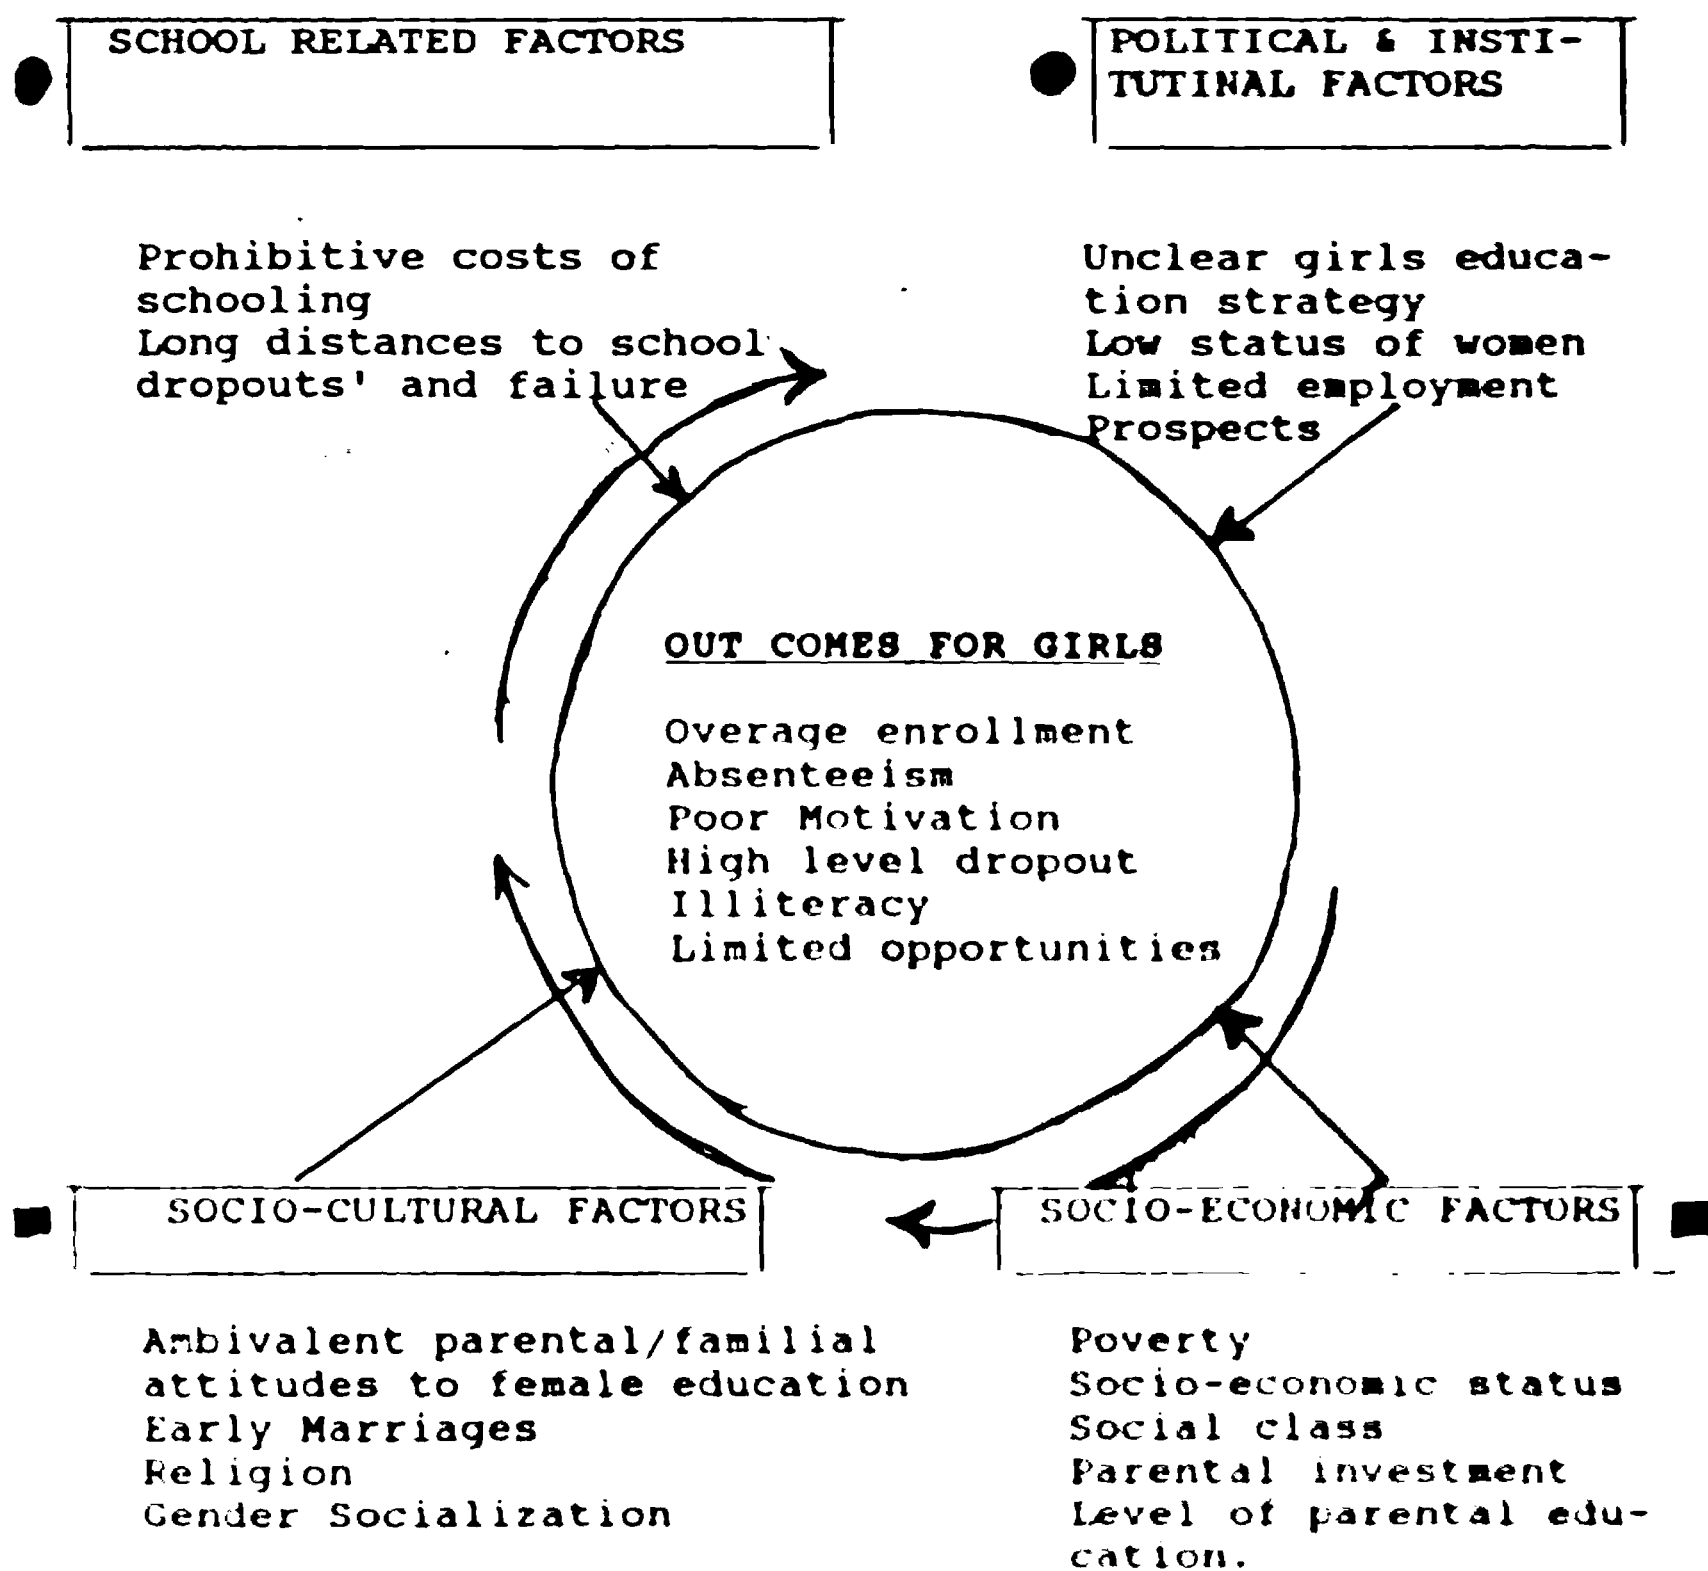 SCHOOL RELATED FACTORS
POLITICAL & INSTI-
TUTINAL FACTORS
Prohibitive costs of
schooling
Long distances to school
dropouts' and failure
Unclear girls educa-
tion strategy
Low status of women
Limited employment
Prospects
OUT COMES FOR GIRLS
Overage enrollment
Absenteeism
Poor Motivation
High level dropout
Illiteracy
Limited opportunities
SOCIO-CULTURAL FACTORS
SOCIO-ECONOMIC FACTORS
Ambivalent parental/familial
attitudes to female education
Early Marriages
Religion
Gender Socialization
Poverty
Socio-economic status
Social class
Parental investment
Level of parental edu-
cation.